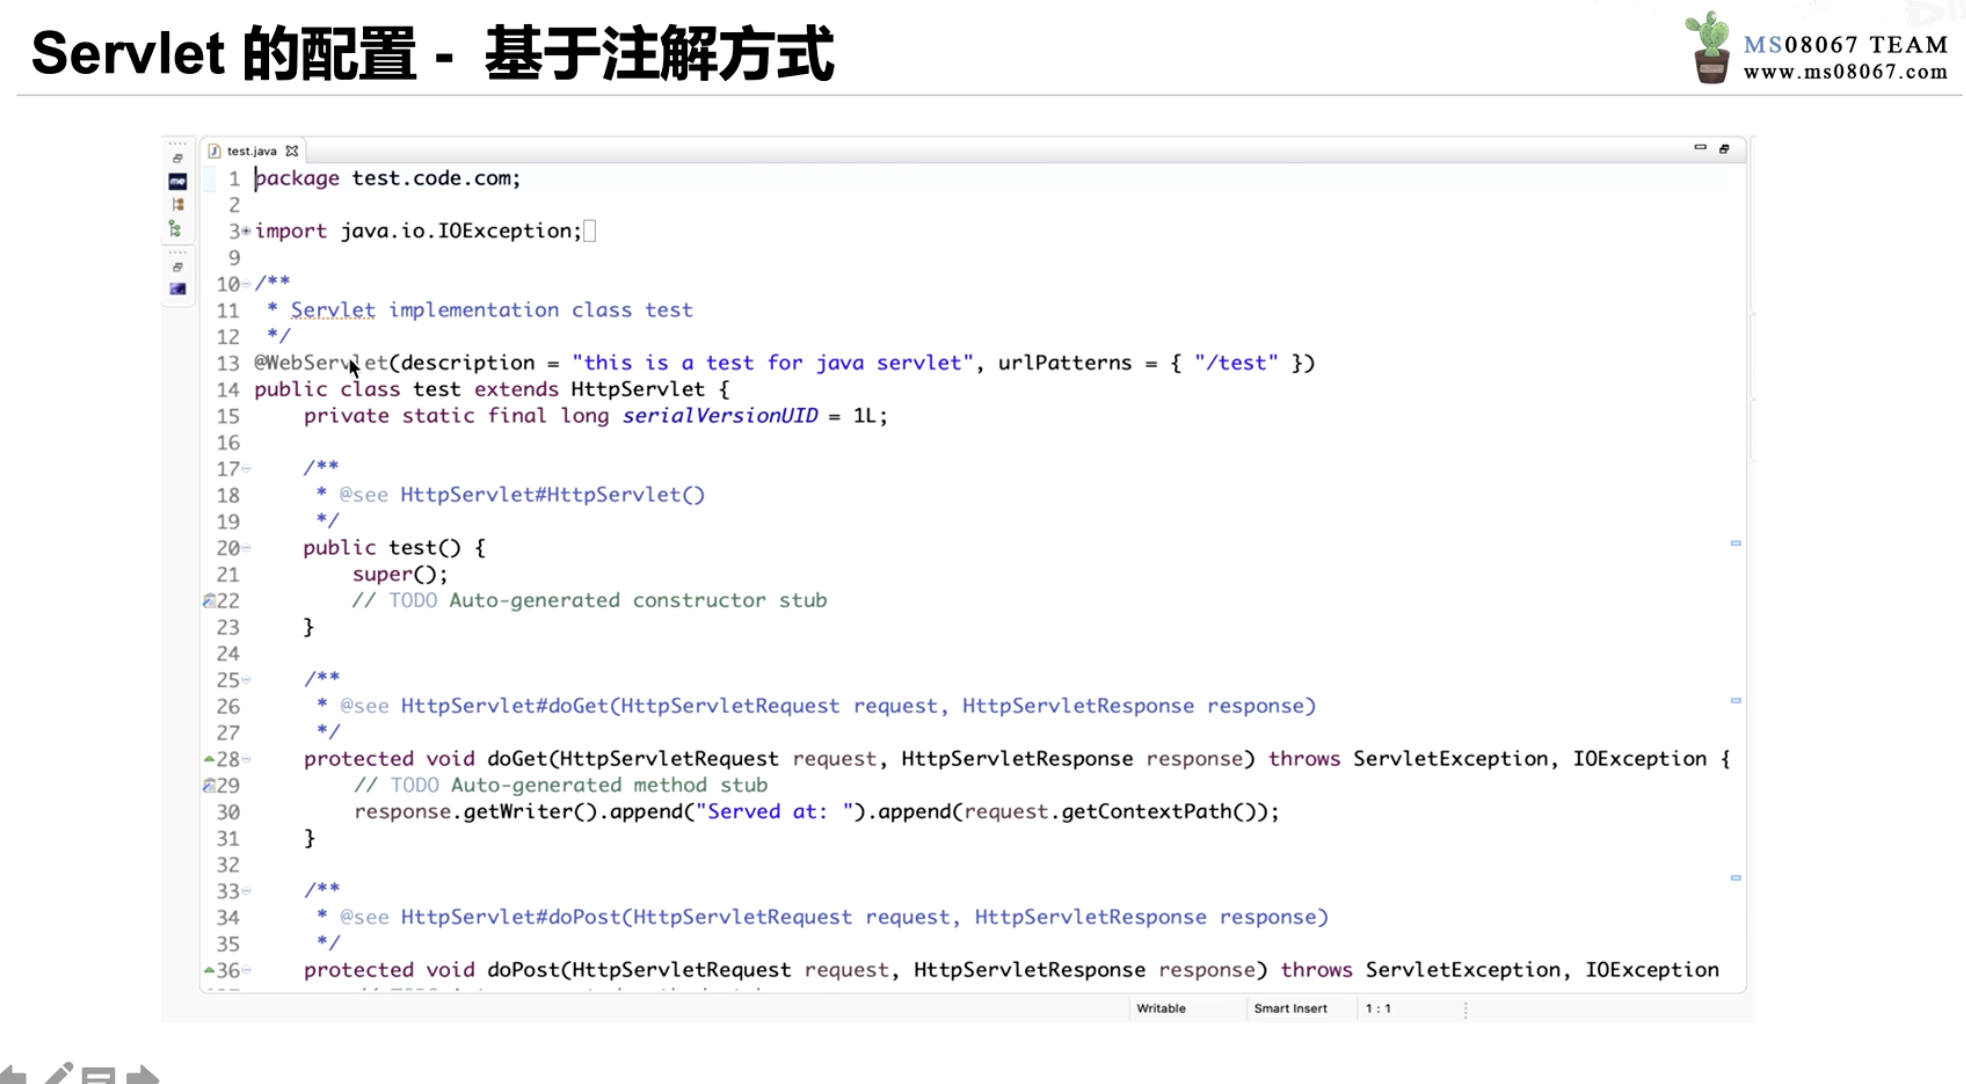 Servlet 的配置 - 基于注解方式
MS08067 TEAM
www.ms08067.com
test.java
1 package test.code.com;
2
3 import java.io.IOException;
9
10 /**
11 * Servlet implementation class test
12 */
13 @WebServlet(description = "this is a test for java servlet", urlPatterns = { "/test" })
14 public class test extends HttpServlet {
15 private static final long serialVersionUID = 1L;
16
17 /**
18 * @see HttpServlet#HttpServlet()
19 */
20 public test() {
21 super();
22 // TODO Auto-generated constructor stub
23 }
24
25 /**
26 * @see HttpServlet#doGet(HttpServletRequest request, HttpServletResponse response)
27 */
28 protected void doGet(HttpServletRequest request, HttpServletResponse response) throws ServletException, IOException {
29 // TODO Auto-generated method stub
30 response.getWriter().append("Served at: ").append(request.getContextPath());
31 }
32
33 /**
34 * @see HttpServlet#doPost(HttpServletRequest request, HttpServletResponse response)
35 */
36 protected void doPost(HttpServletRequest request, HttpServletResponse response) throws ServletException, IOException
Writable
Smart Insert
1 : 1